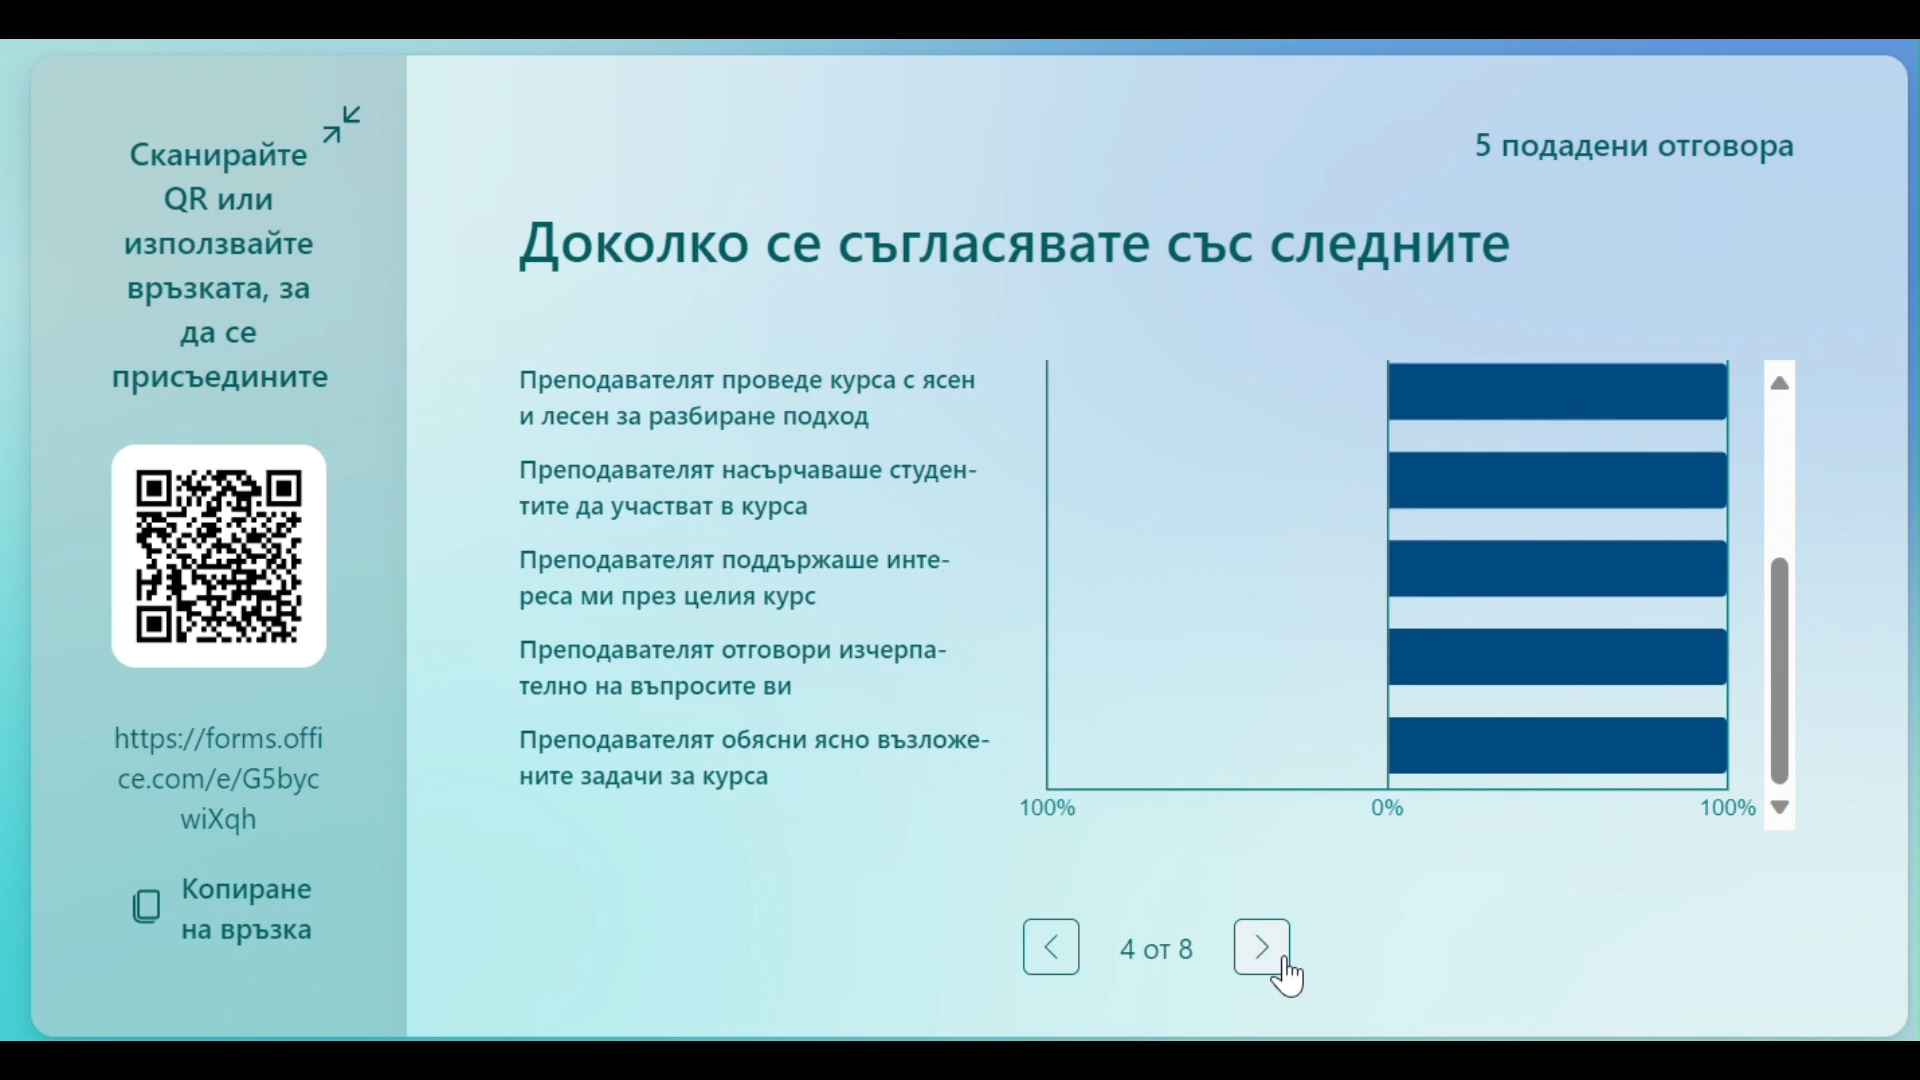 Сканирайте
QR или
използвайте
връзката, за
да се
присъедините
https://forms.offi
ce.com/e/G5byc
wiXqh
Копиране
на връзка
5 подадени отговора
Доколко се съгласявате със следните
Преподавателят проведе курса с ясен
и лесен за разбиране подход
Преподавателят насърчаваше студен-
тите да участват в курса
Преподавателят поддържаше инте-
реса ми през целия курс
Преподавателят отговори изчерпа-
телно на въпросите ви
Преподавателят обясни ясно възложе-
ните задачи за курса
100%
0%
100%
4 от 8